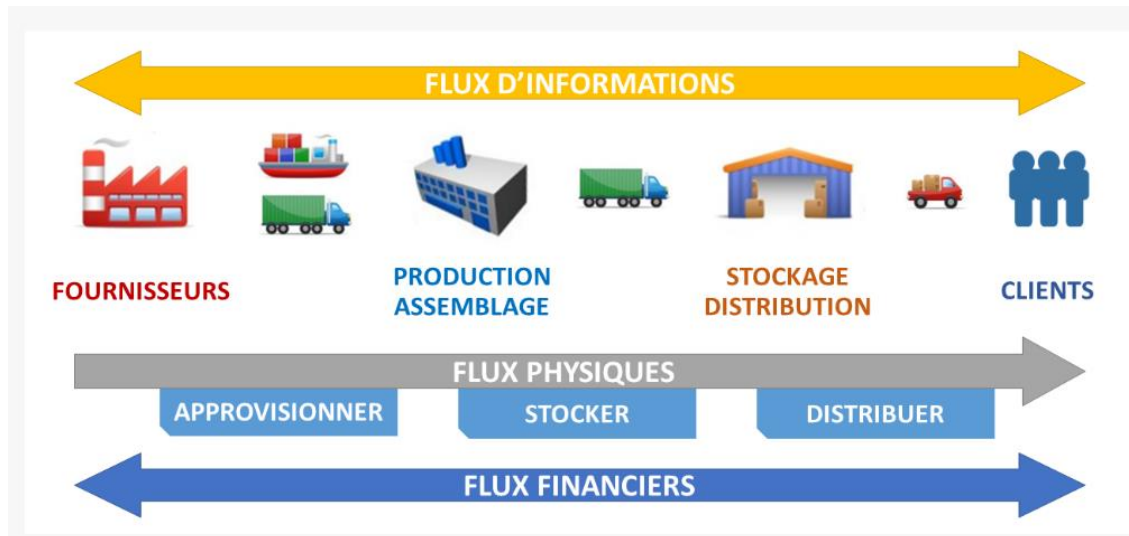 FLUX D’INFORMATIONS
FOURNISSEURS
PRODUCTION
ASSEMBLAGE
STOCKAGE
DISTRIBUTION
CLIENTS
FLUX PHYSIQUES
APPROVISIONNER
STOCKER
DISTRIBUER
FLUX FINANCIERS